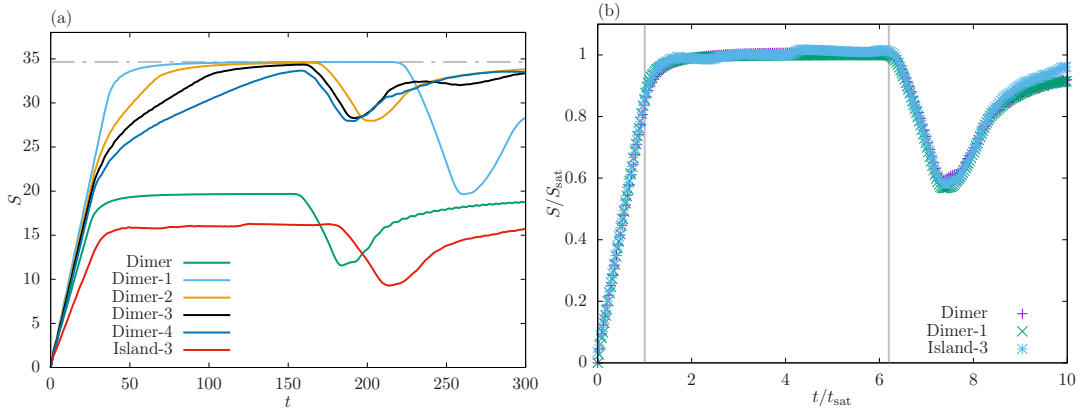 (a)
S
35
30
25
20
15
10
5
0
0 50 100 150 200 250 300
t
Dimer
Dimer-1
Dimer-2
Dimer-3
Dimer-4
Island-3
(b)
S/S_sat
1
0.8
0.6
0.4
0.2
0
0 2 4 6 8 10
t/t_sat
Dimer
Dimer-1
Island-3